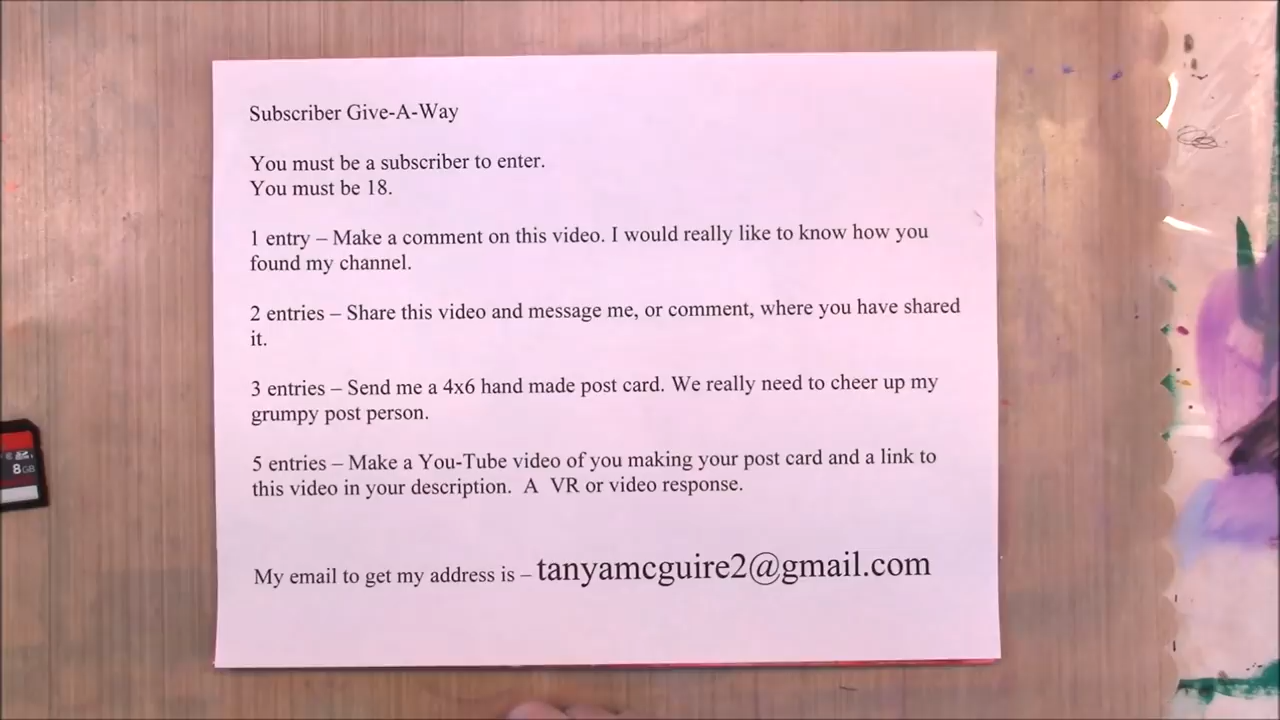 Subscriber Give-A-Way
You must be a subscriber to enter.
You must be 18.
1 entry – Make a comment on this video. I would really like to know how you
found my channel.
2 entries – Share this video and message me, or comment, where you have shared
it.
3 entries – Send me a 4x6 hand made post card. We really need to cheer up my
grumpy post person.
5 entries – Make a You-Tube video of you making your post card and a link to
this video in your description.  A  VR or video response.
My email to get my address is – tanyamcguire2@gmail.com
8GB